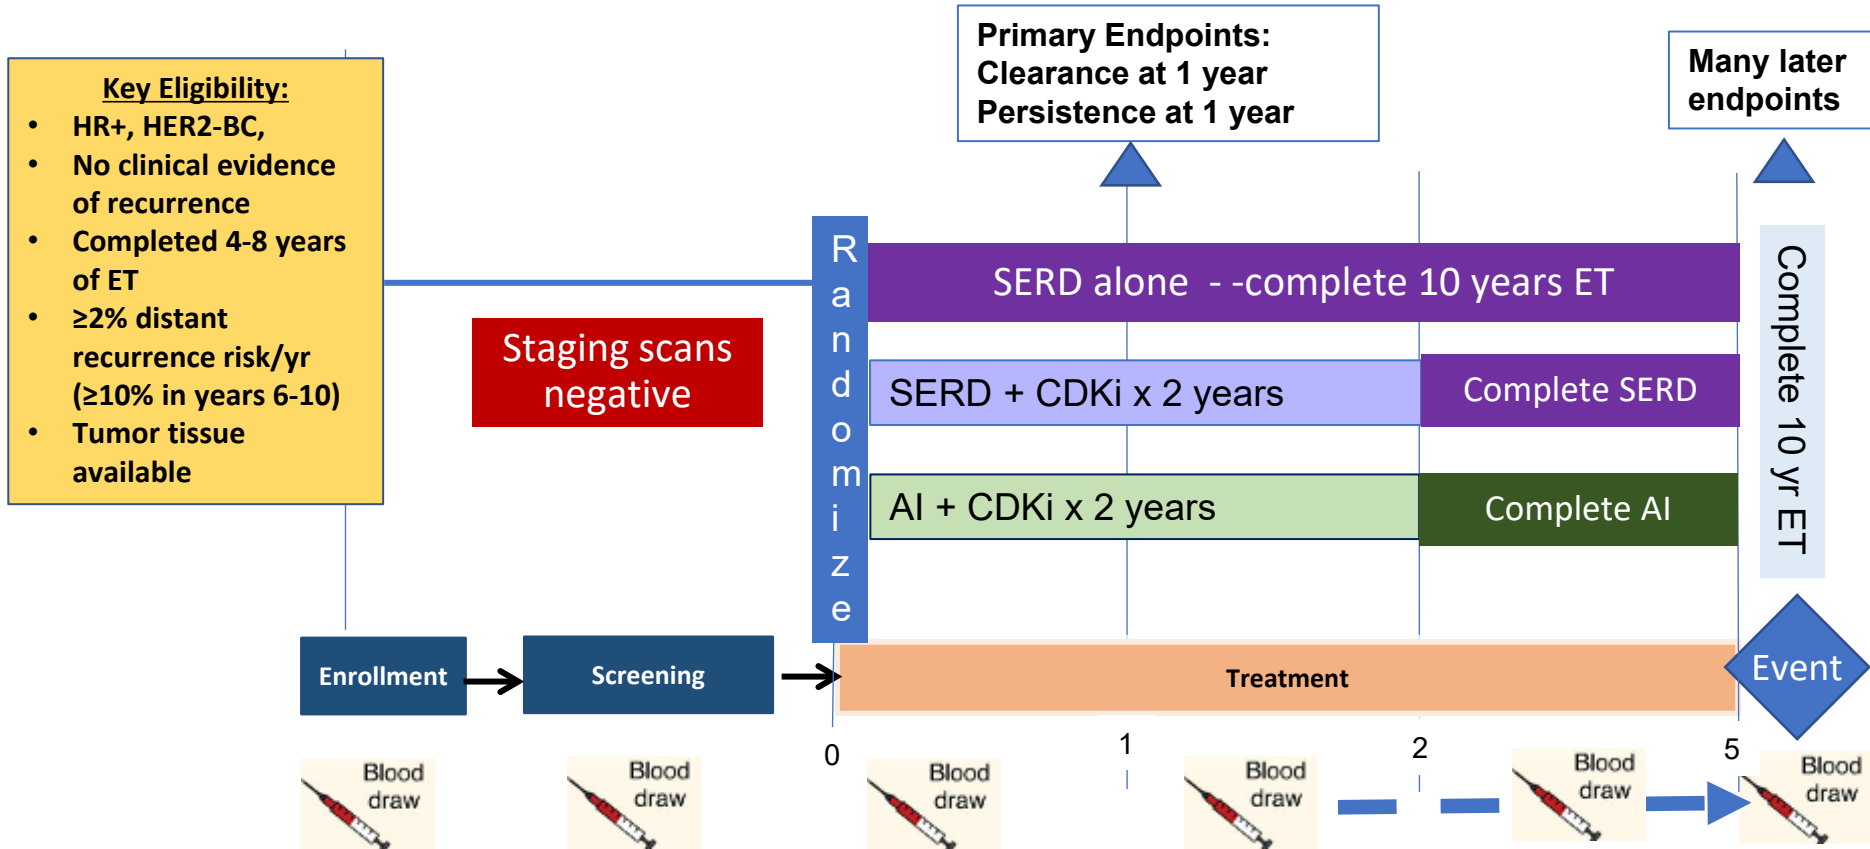 Key Eligibility:
• HR+, HER2-BC,
• No clinical evidence
of recurrence
• Completed 4-8 years
of ET
• ≥2% distant
recurrence risk/yr
(≥10% in years 6-10)
• Tumor tissue
available
Primary Endpoints:
Clearance at 1 year
Persistence at 1 year
Many later
endpoints
Staging scans
negative
Randomize
SERD alone - -complete 10 years ET
SERD + CDKi x 2 years
Complete SERD
AI + CDKi x 2 years
Complete AI
Complete 10 yr ET
Enrollment
Screening
Treatment
Event
0
1
2
5
Blood
draw
Blood
draw
Blood
draw
Blood
draw
Blood
draw
Blood
draw